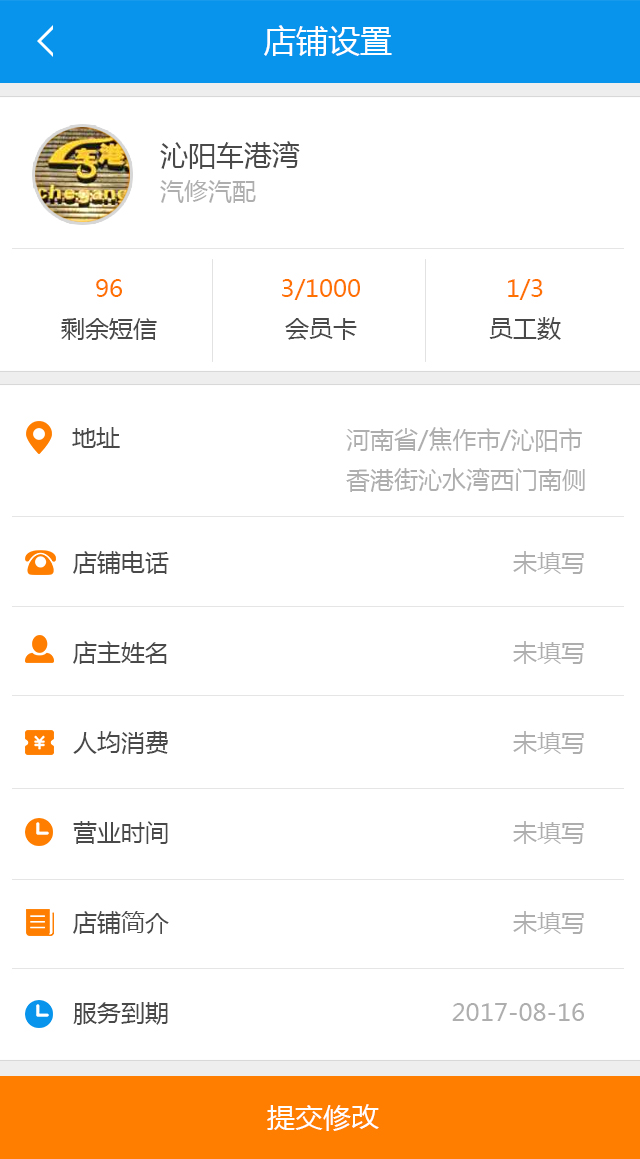 店铺设置
车港
chegang
沁阳车港湾
汽修汽配
96
3/1000
1/3
剩余短信
会员卡
员工数
地址
河南省/焦作市/沁阳市
香港街沁水湾西门南侧
店铺电话
未填写
店主姓名
未填写
¥
人均消费
未填写
营业时间
未填写
店铺简介
未填写
服务到期
2017-08-16
提交修改